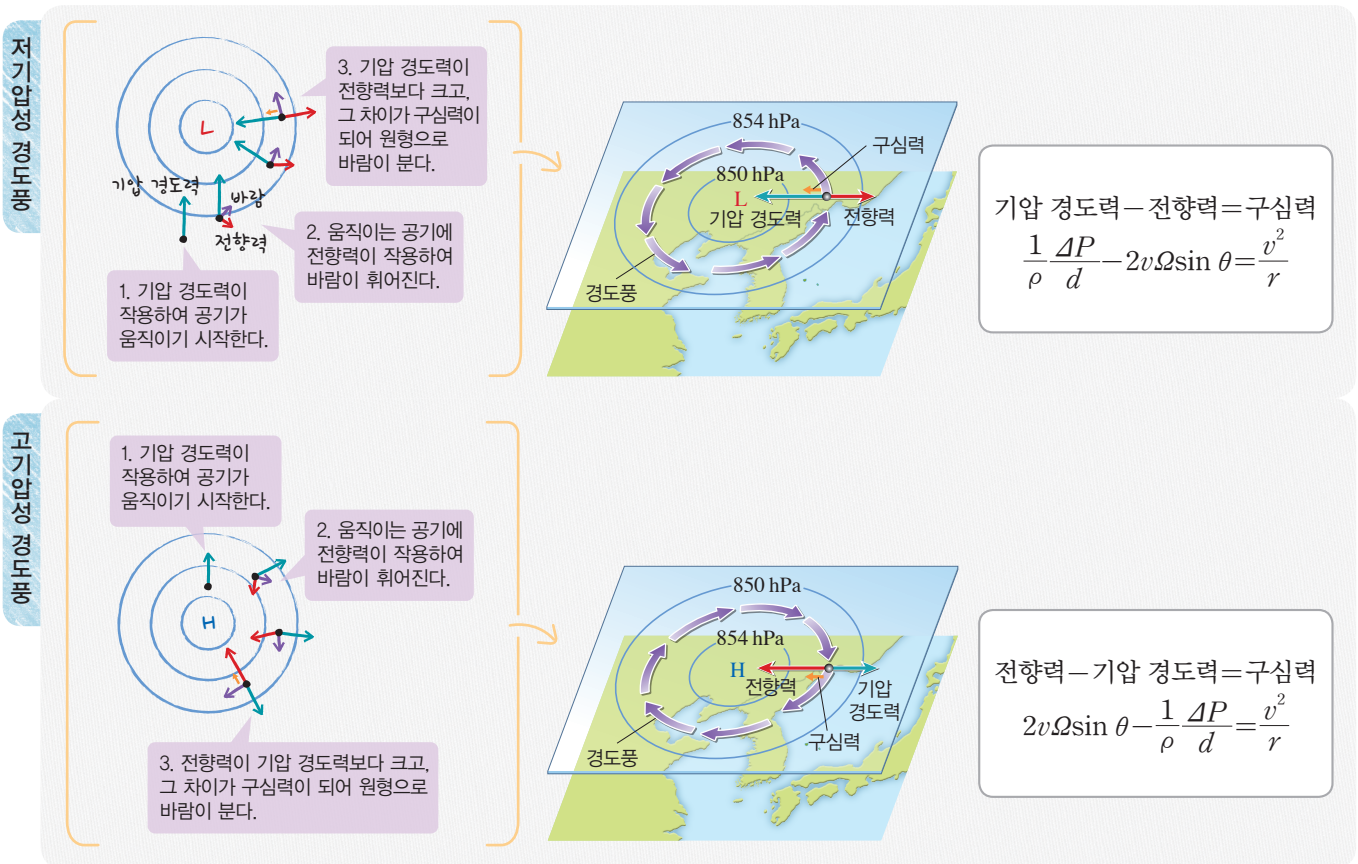 저기압성 경도풍
L
기압 경도력
바람
전향력
3. 기압 경도력이
전향력보다 크고,
그 차이가 구심력이
되어 원형으로
바람이 분다.
2. 움직이는 공기에
전향력이 작용하여
바람이 휘어진다.
1. 기압 경도력이
작용하여 공기가
움직이기 시작한다.
854 hPa
구심력
850 hPa
L
기압 경도력
전향력
경도풍
기압 경도력-전향력=구심력
1/ρ ΔP/d - 2vΩsin θ = v²/r
고기압성 경도풍
1. 기압 경도력이
작용하여 공기가
움직이기 시작한다.
2. 움직이는 공기에
전향력이 작용하여
바람이 휘어진다.
H
3. 전향력이 기압 경도력보다 크고,
그 차이가 구심력이 되어 원형으로
바람이 분다.
850 hPa
854 hPa
H
전향력
기압
경도력
구심력
경도풍
전향력-기압 경도력=구심력
2vΩsin θ - 1/ρ ΔP/d = v²/r